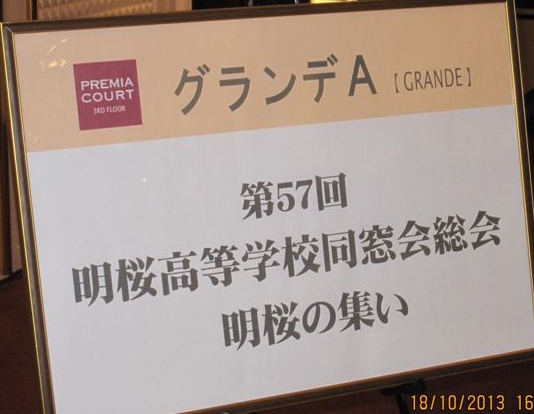 PREMIA
COURT
3RD FLOOR
グランデA [ GRANDE ]
第57回
明桜高等学校同窓会総会
明桜の集い
18/10/2013 16